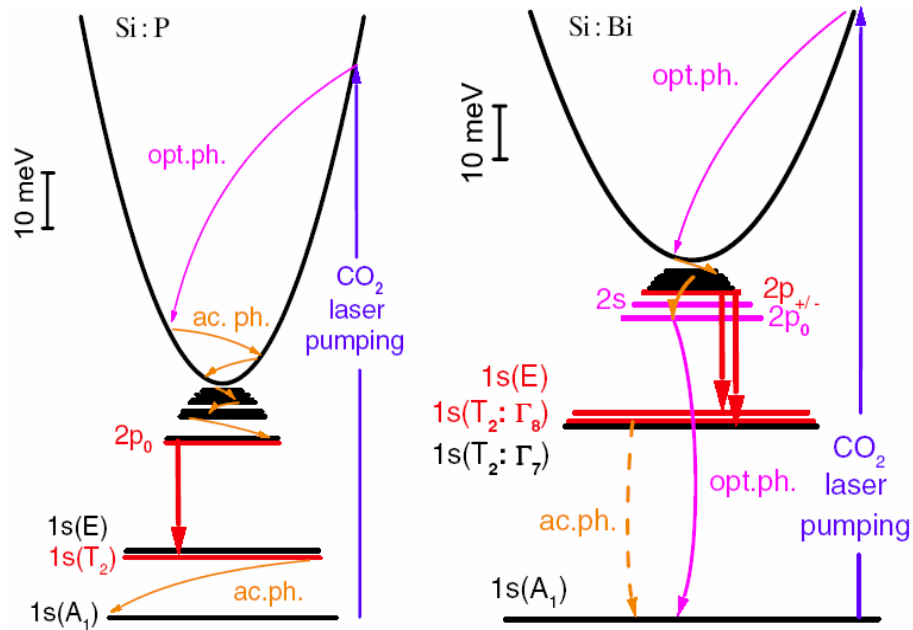 Si : P
opt.ph.
10 meV
CO₂
laser
pumping
ac. ph.
2p₀
1s(E)
1s(T₂)
ac.ph.
1s(A₁)
Si : Bi
opt.ph.
10 meV
2s
2p+/-
2p₀
1s(E)
1s(T₂: Γ₈)
1s(T₂: Γ₇)
CO₂
laser
pumping
opt.ph.
ac.ph.
1s(A₁)